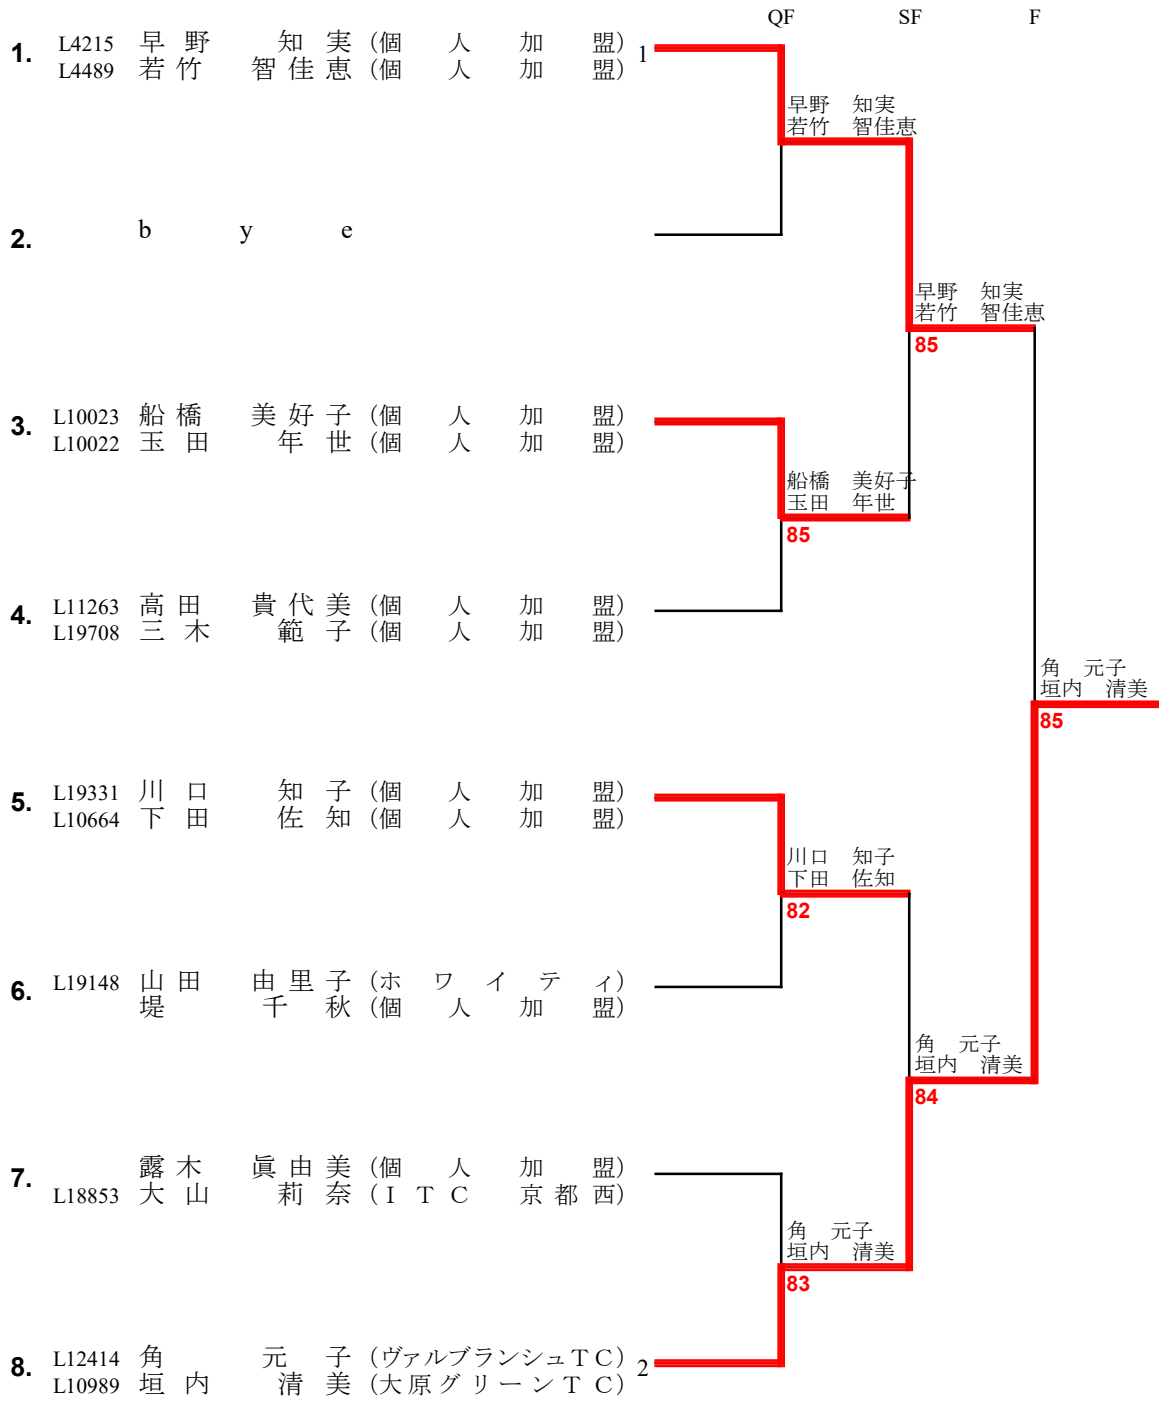 QF SF F
1. L4215 早野 知実 (個人加盟) 1
L4489 若竹 智佳恵 (個人加盟)
早野 知実
若竹 智佳恵
2. bye
早野 知実
若竹 智佳恵
85
3. L10023 船橋 美好子 (個人加盟)
L10022 玉田 年世 (個人加盟)
船橋 美好子
玉田 年世
85
4. L11263 高田 貴代美 (個人加盟)
L19708 三木 範子 (個人加盟)
角 元子
垣内 清美
85
5. L19331 川口 知子 (個人加盟)
L10664 下田 佐知 (個人加盟)
川口 知子
下田 佐知
82
6. L19148 山田 由里子 (ホワイティ)
堤 千秋 (個人加盟)
角 元子
垣内 清美
84
7. 露木 眞由美 (個人加盟)
L18853 大山 莉奈 (ITC 京都西)
角 元子
垣内 清美
83
8. L12414 角 元子 (ヴァルブランシュTC) 2
L10989 垣内 清美 (大原グリーンTC)